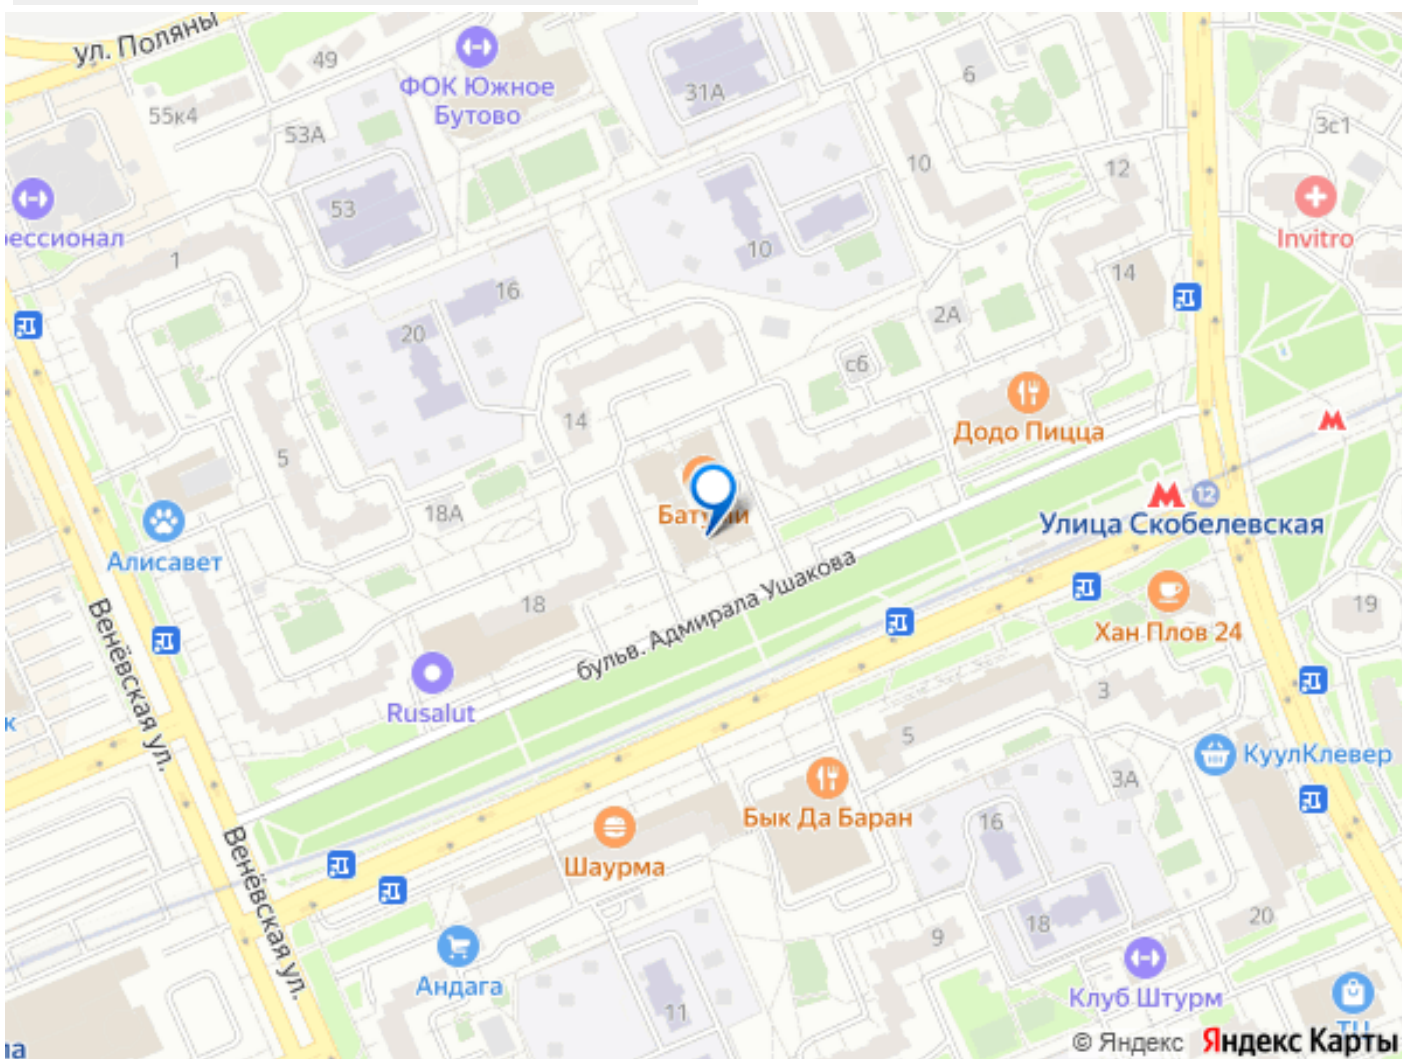 ул. Поляны
49
ФОК Южное
Бутово
55к4
53А
31А
6
3с1
10
12
53
ессионал
Invitro
1
10
16
14
20
2А
с6
14
Додо Пицца
5
18А
12
Улица Скобелевская
Алисавет
бульв. Адмирала Ушакова
18
19
Хан Плов 24
Венёвская ул.
Rusalut
3
5
КуулКлевер
к
3А
Бык Да Баран
16
Шаурма
Венёвская ул.
20
18
9
Андага
Клуб Штурм
11
ТЦ
© Яндекс Яндекс Карты
на